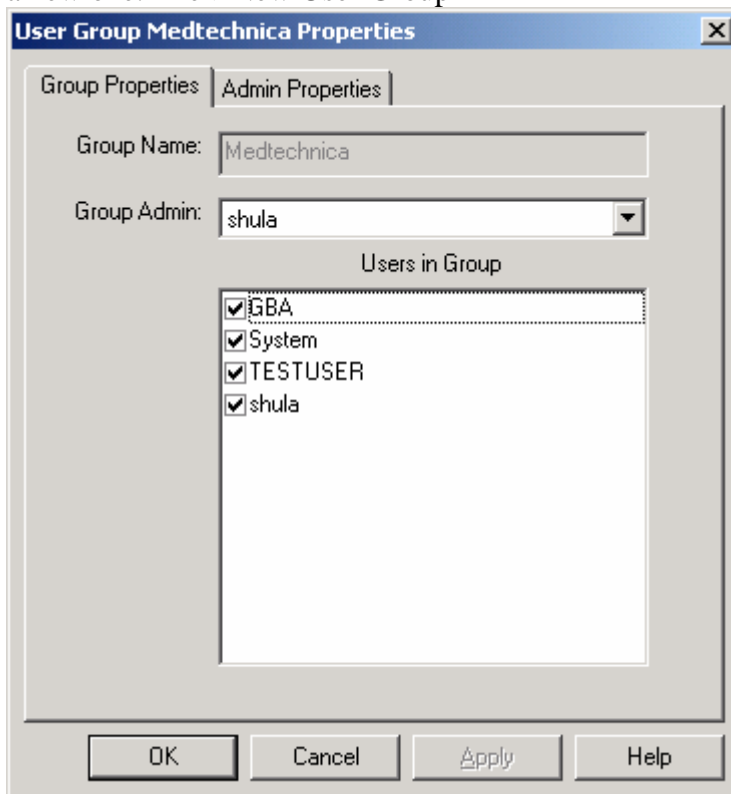 User Group Medtechnica Properties
Group Properties Admin Properties
Group Name: Medtechnica
Group Admin: shula
Users in Group
GBA
System
TESTUSER
shula
OK Cancel Apply Help